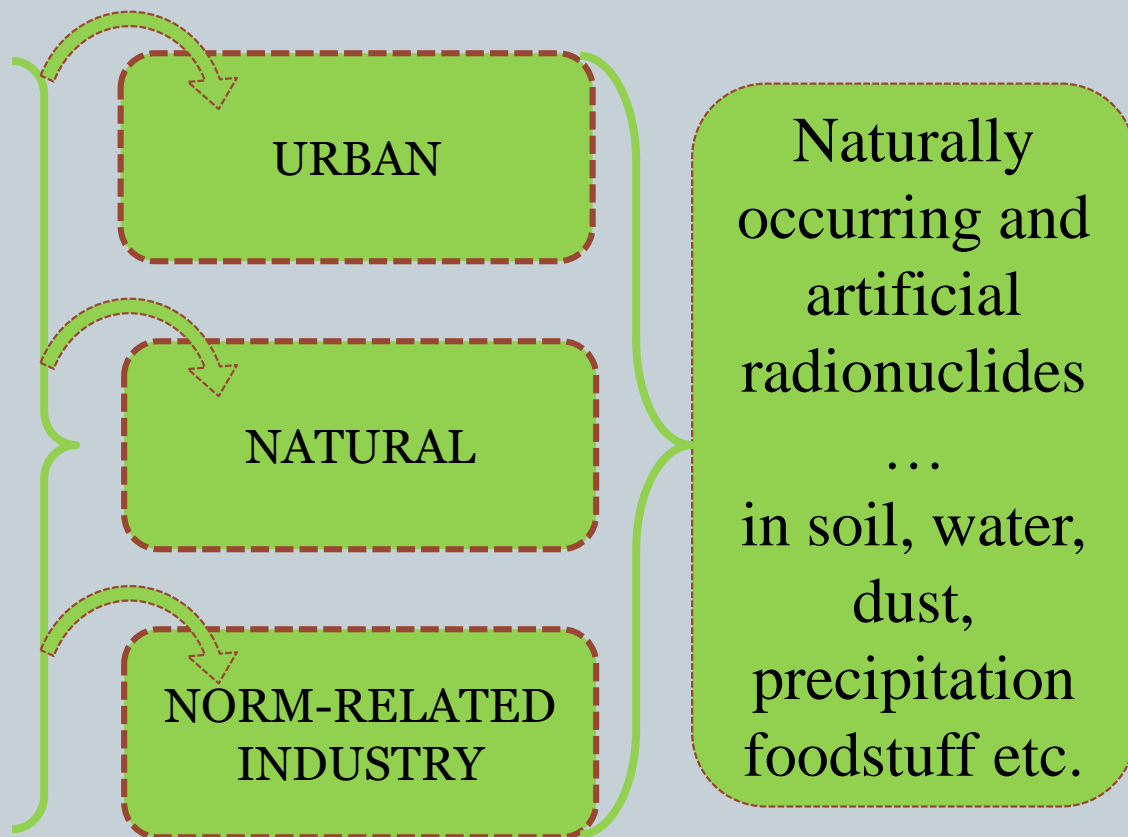 URBAN
NATURAL
NORM-RELATED
INDUSTRY
Naturally
occurring and
artificial
radionuclides
…
in soil, water,
dust,
precipitation
foodstuff etc.